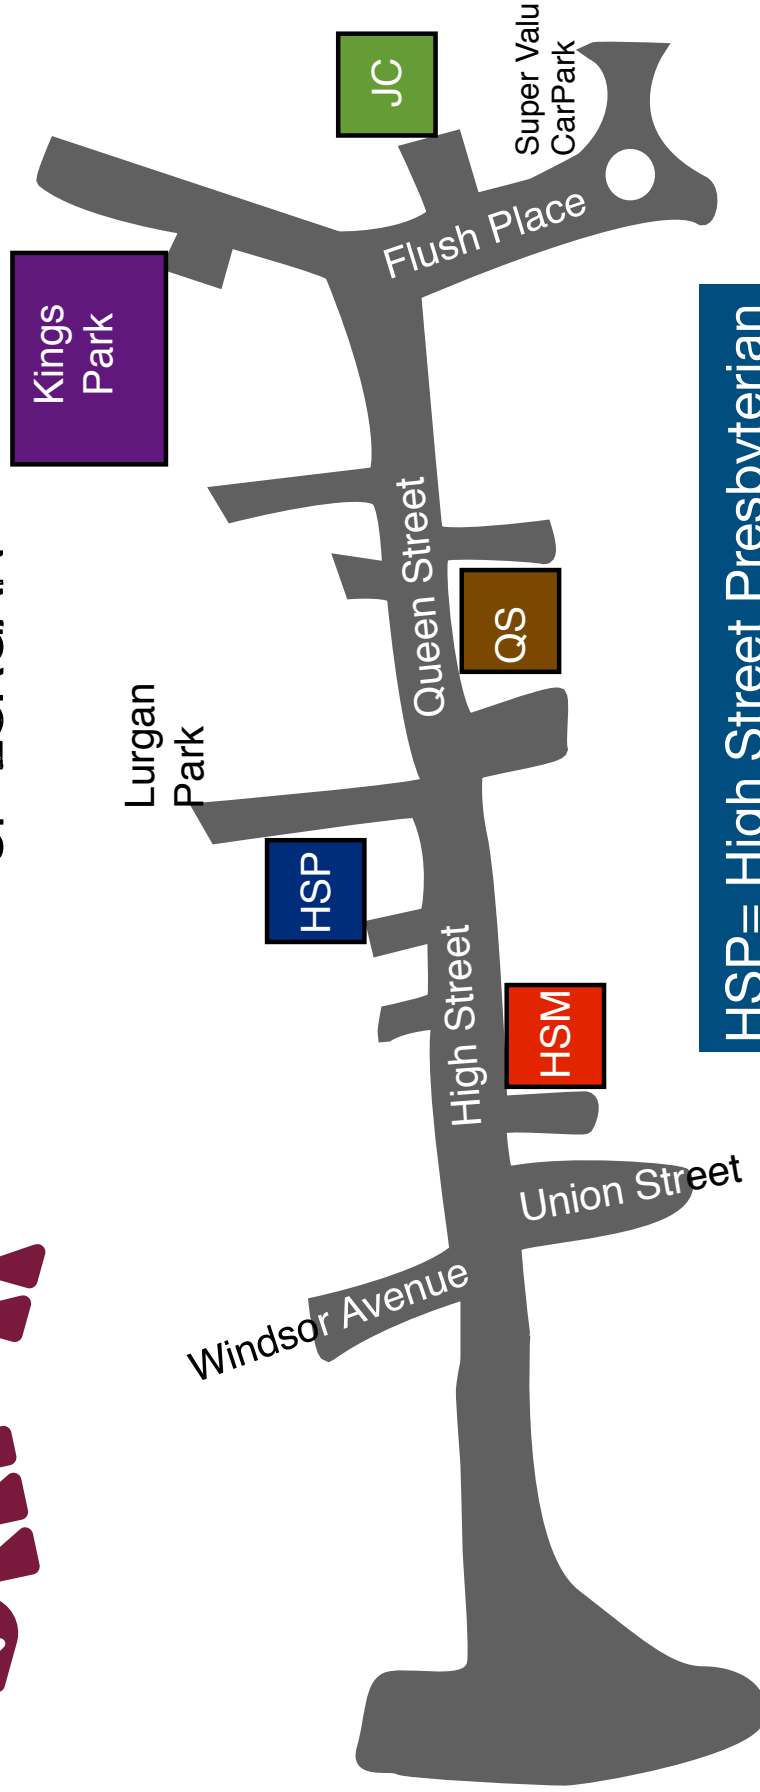 Kings
Park
JC
Super Valu
CarPark
Flush Place
Queen Street
QS
Lurgan
Park
HSP
High Street
HSM
Union Street
Windsor Avenue
HSP= High Street Presbyterian